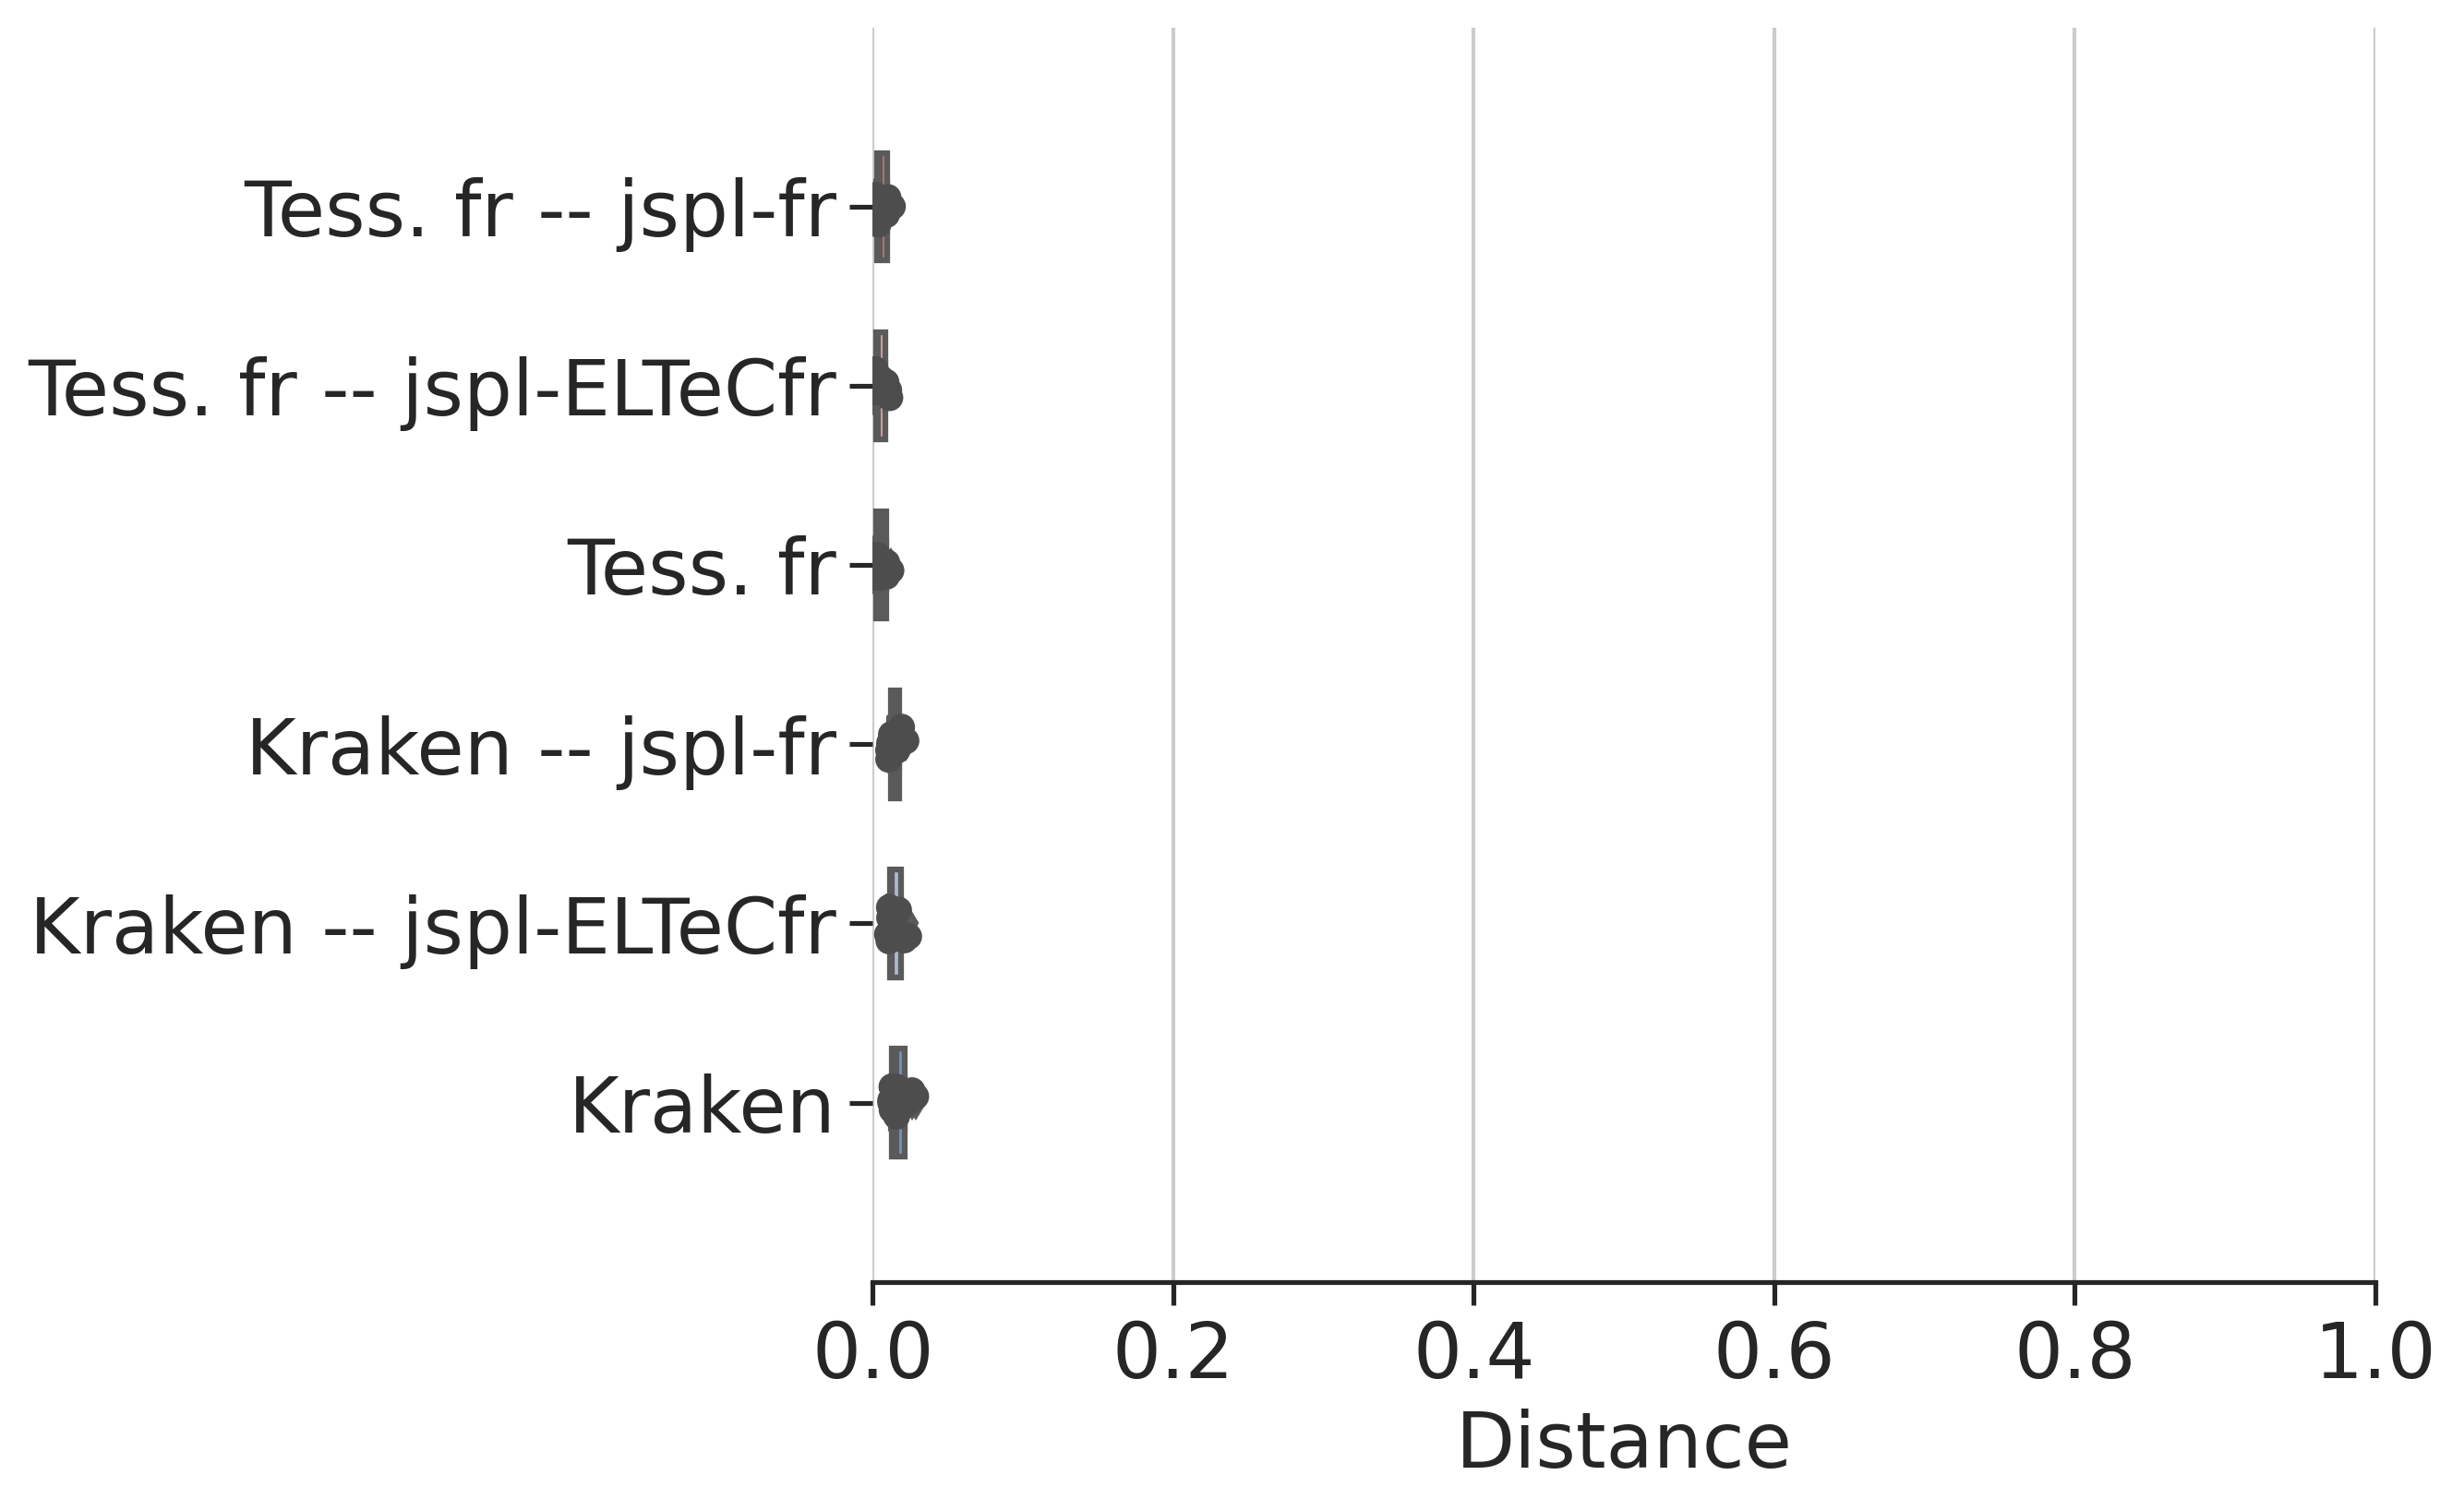 Tess. fr -- jspl-fr
Tess. fr -- jspl-ELTeCfr
Tess. fr
Kraken -- jspl-fr
Kraken -- jspl-ELTeCfr
Kraken
0.0 0.2 0.4 0.6 0.8 1.0
Distance